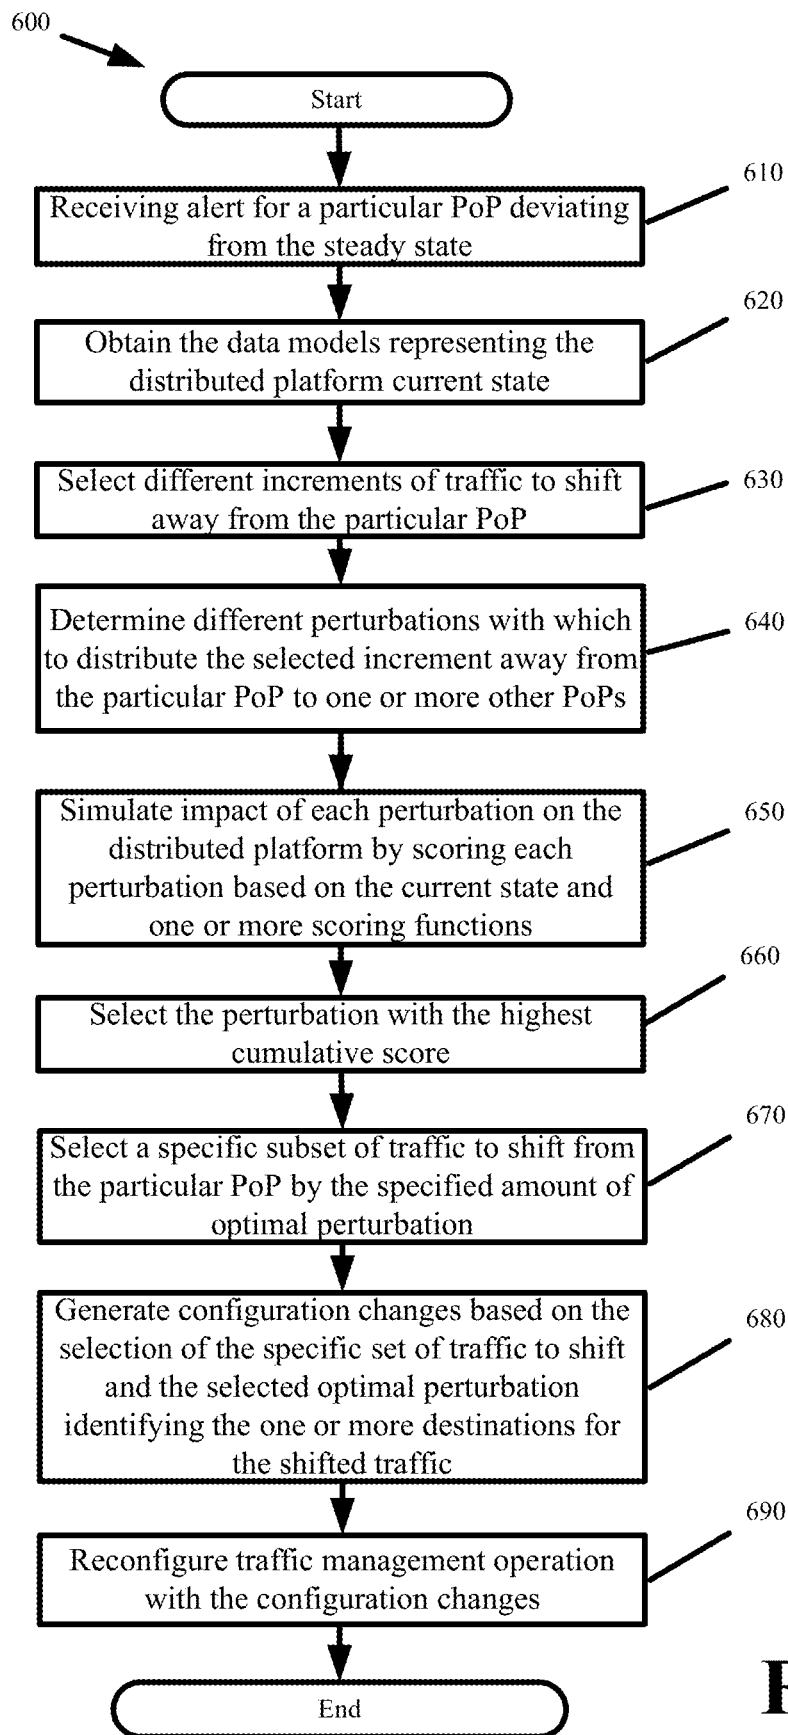 600
Start
610
Receiving alert for a particular PoP deviating
from the steady state
620
Obtain the data models representing the
distributed platform current state
630
Select different increments of traffic to shift
away from the particular PoP
640
Determine different perturbations with which
to distribute the selected increment away from
the particular PoP to one or more other PoPs
650
Simulate impact of each perturbation on the
distributed platform by scoring each
perturbation based on the current state and
one or more scoring functions
660
Select the perturbation with the highest
cumulative score
670
Select a specific subset of traffic to shift from
the particular PoP by the specified amount of
optimal perturbation
680
Generate configuration changes based on the
selection of the specific set of traffic to shift
and the selected optimal perturbation
identifying the one or more destinations for
the shifted traffic
690
Reconfigure traffic management operation
with the configuration changes
End